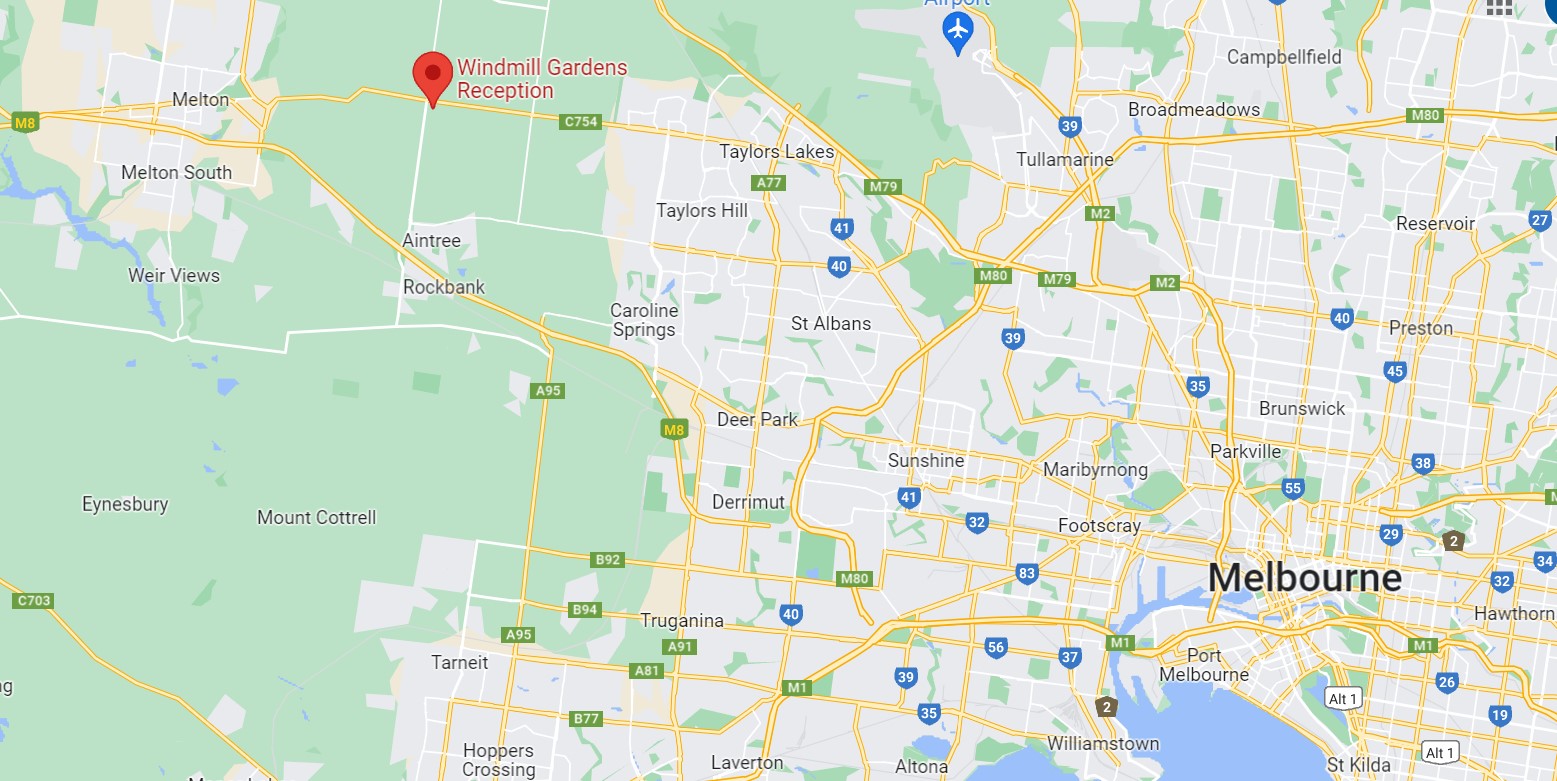 Airport
Campbellfield
Windmill Gardens
Reception
Melton
M8
C754
Broadmeadows
M80
39
Taylors Lakes
Tullamarine
Melton South
A77
M79
M2
Taylors Hill
41
Reservoir
27
Aintree
40
M80
M79
M2
Weir Views
Rockbank
Caroline
Springs
St Albans
40
Preston
39
45
A95
35
Brunswick
Deer Park
M8
Parkville
Sunshine
Maribyrnong
38
55
41
Derrimut
Eynesbury
Mount Cottrell
32
Footscray
29
2
B92
34
M80
83
Melbourne
32
C703
B94
40
Truganina
Hawthorn
A95
A91
M1
M1
56
37
Tarneit
A81
Port
Melbourne
M1
39
26
Alt 1
2
35
19
B77
Hoppers
Crossing
Williamstown
Alt 1
Laverton
Altona
St Kilda